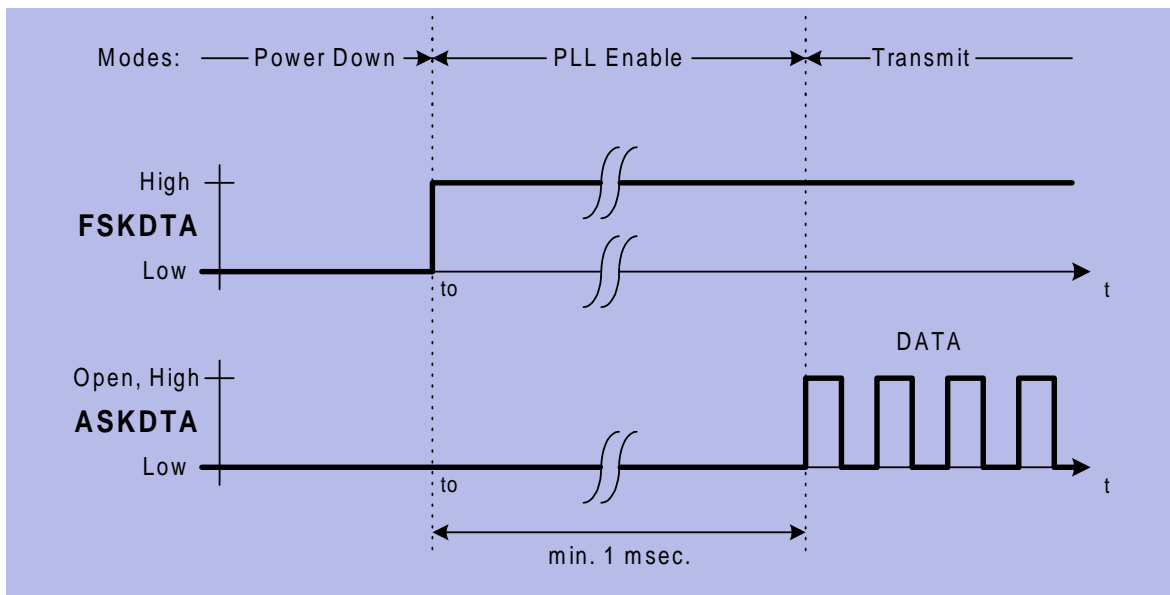 Modes: Power Down PLL Enable Transmit
High
FSKDTA
Low
to
t
DATA
Open, High
ASKDTA
Low
to
t
min. 1 msec.